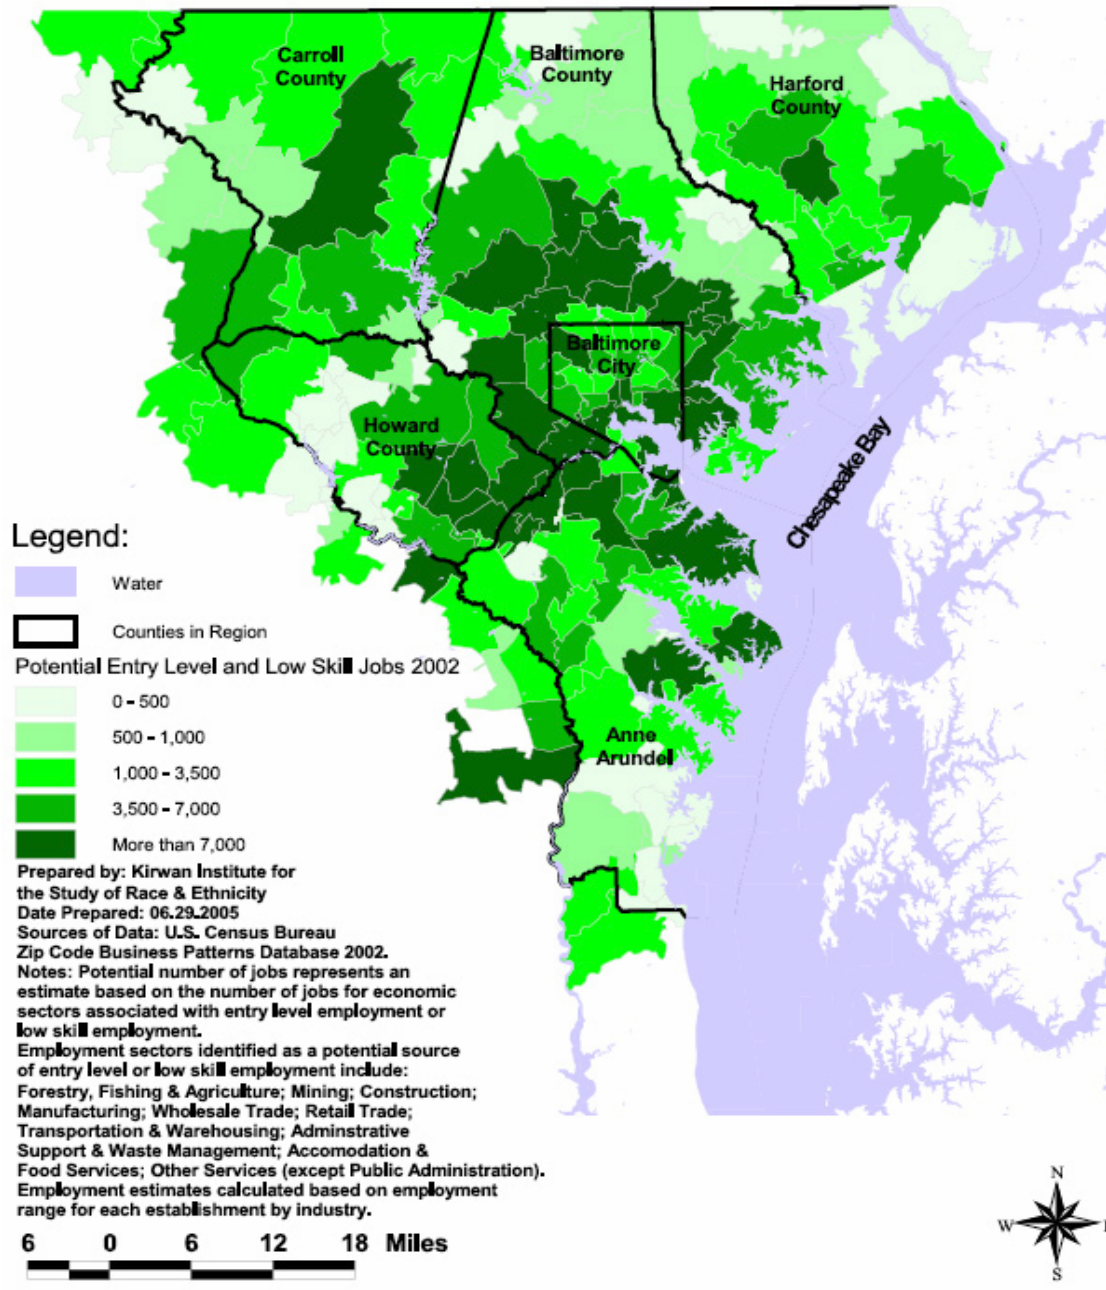 Carroll
County
Baltimore
County
Harford
County
Baltimore
City
Howard
County
Chesapeake Bay
Anne
Arundel
Legend:
Water
Counties in Region
Potential Entry Level and Low Skill Jobs 2002
0 - 500
500 - 1,000
1,000 - 3,500
3,500 - 7,000
More than 7,000
Prepared by: Kirwan Institute for
the Study of Race & Ethnicity
Date Prepared: 06.29.2005
Sources of Data: U.S. Census Bureau
Zip Code Business Patterns Database 2002.
Notes: Potential number of jobs represents an
estimate based on the number of jobs for economic
sectors associated with entry level employment or
low skill employment.
Employment sectors identified as a potential source
of entry level or low skill employment include:
Forestry, Fishing & Agriculture; Mining; Construction;
Manufacturing; Wholesale Trade; Retail Trade;
Transportation & Warehousing; Adminstrative
Support & Waste Management; Accomodation &
Food Services; Other Services (except Public Administration).
Employment estimates calculated based on employment
range for each establishment by industry.
6 0 6 12 18 Miles
N
W
S